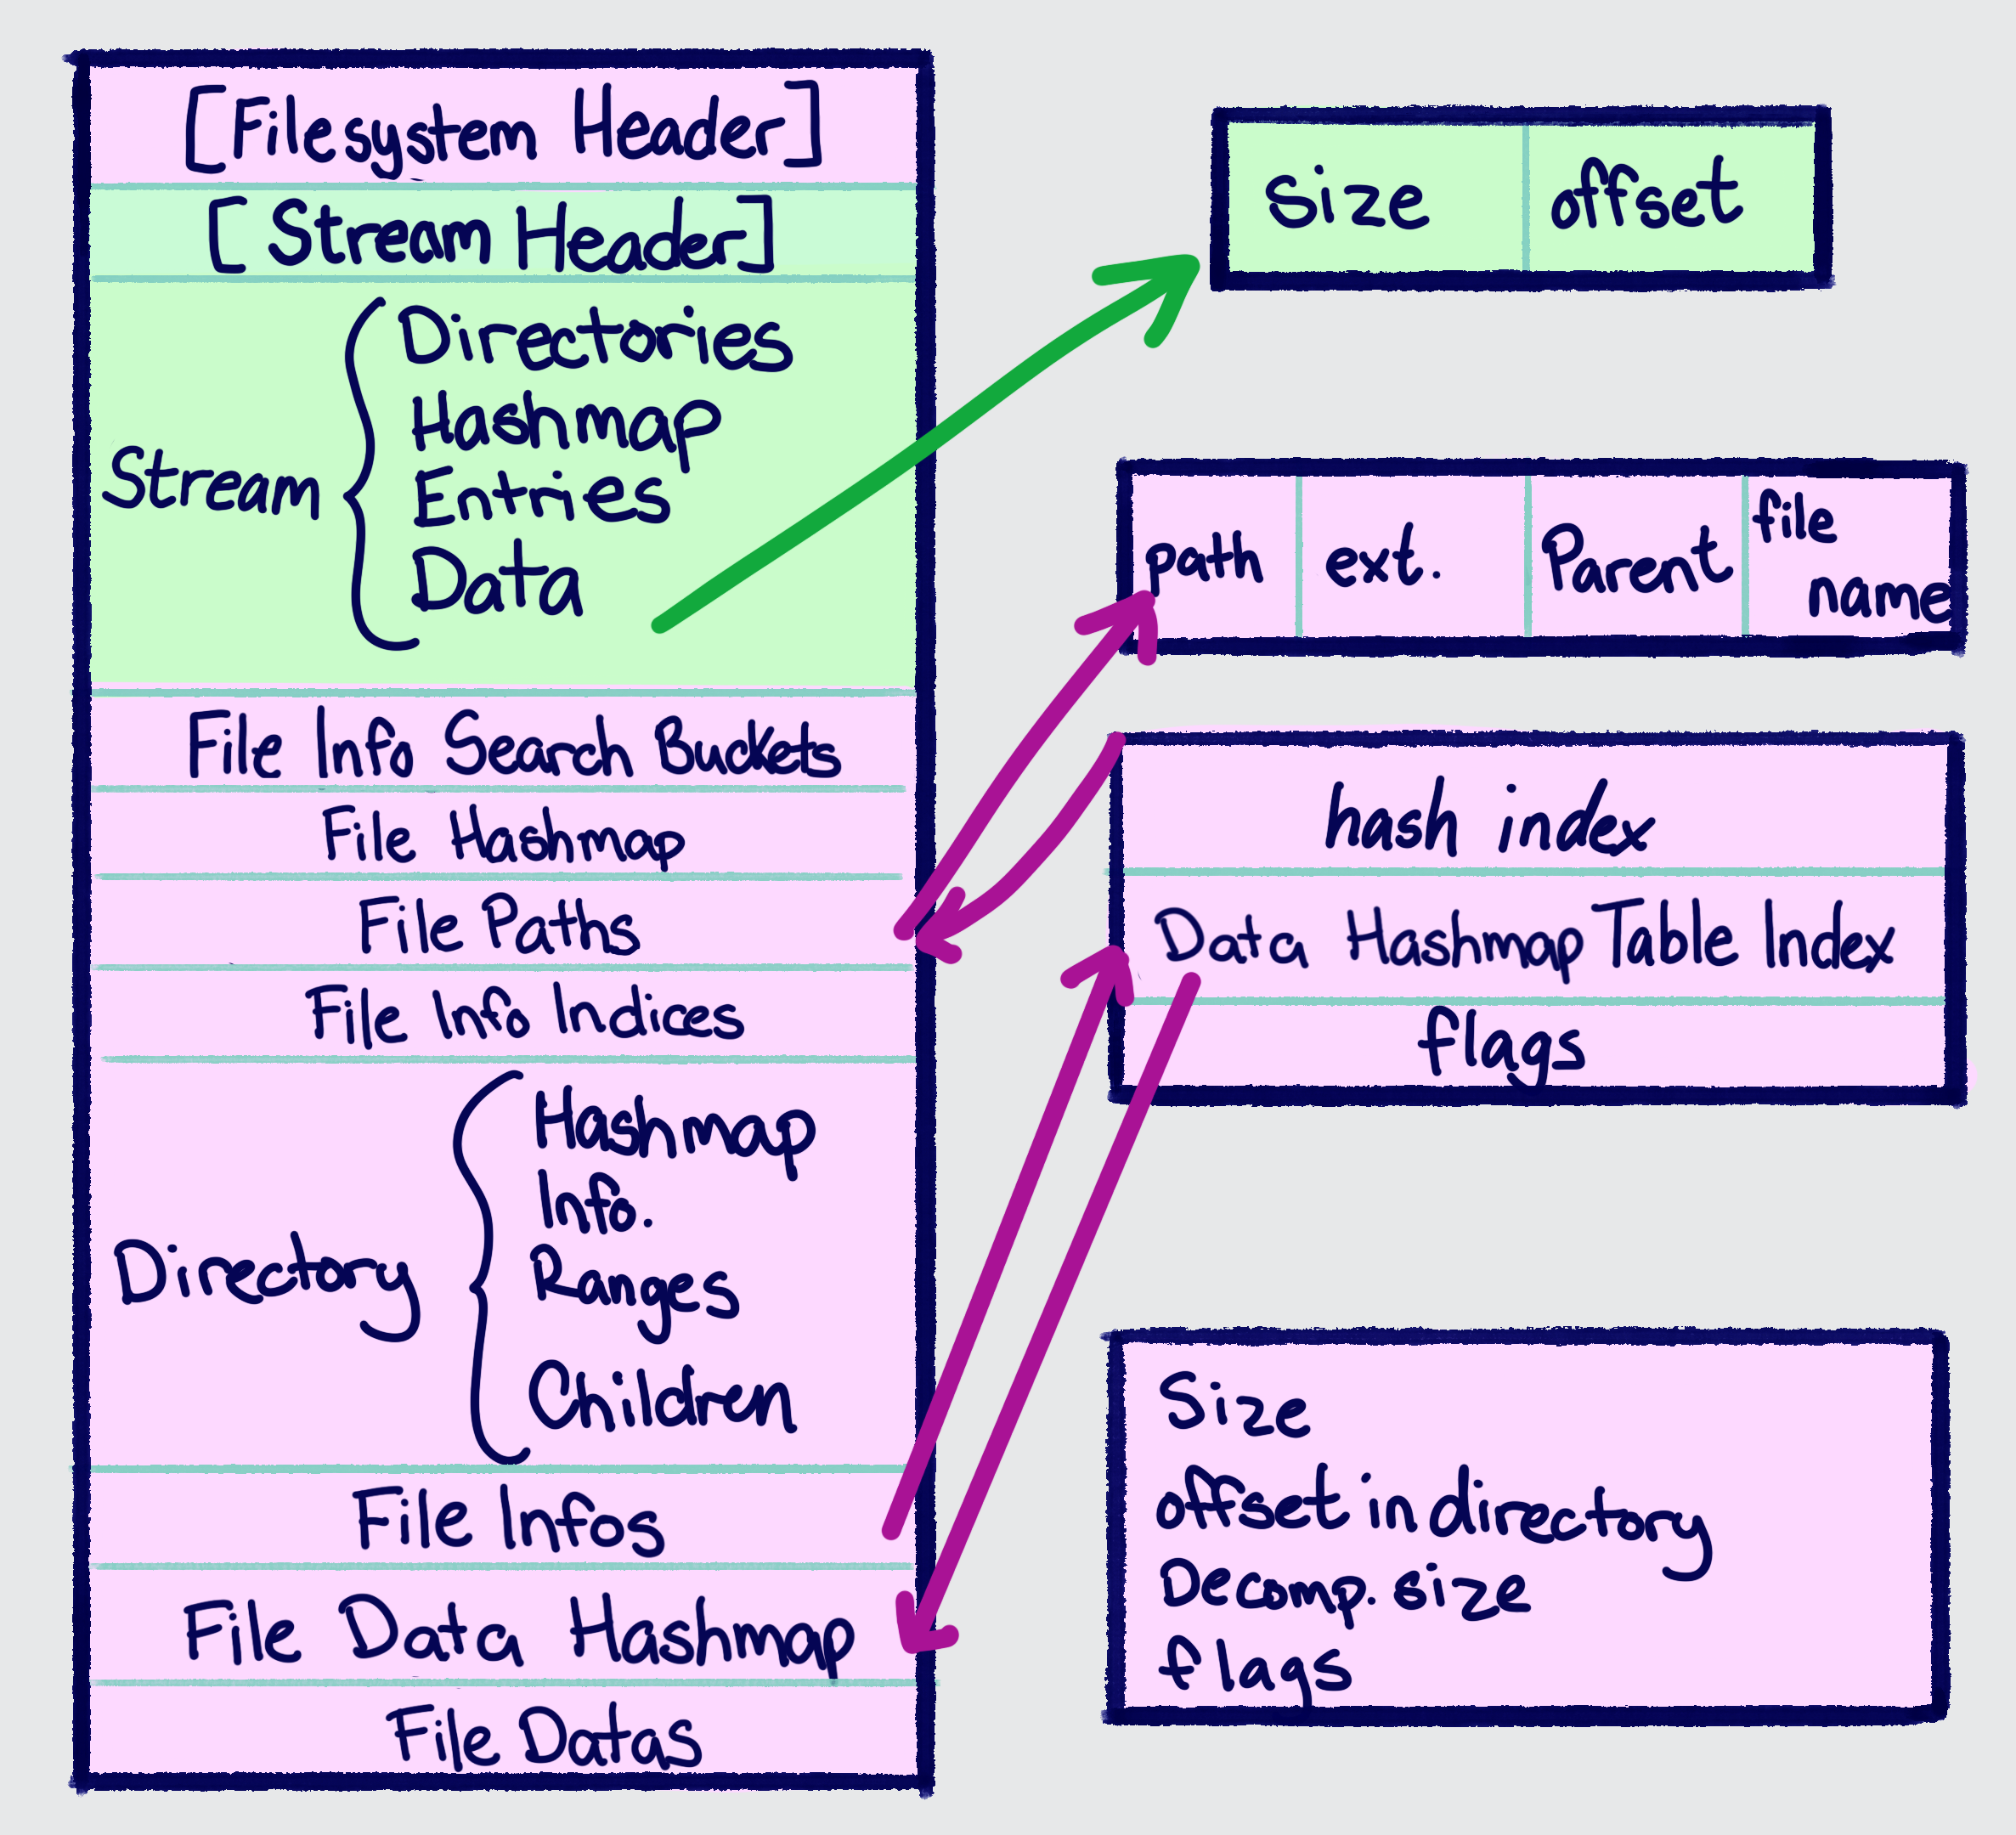 [Filesystem Header]
[Stream Header]
Stream
Directories
Hashmap
Entries
Data
File Info Search Buckets
File Hashmap
File Paths
File Info Indices
Directory
Hashmap
Info.
Ranges
Children
File Infos
File Data Hashmap
File Datas
Size
offset
path
ext.
Parent
file
name
hash index
Data Hashmap Table Index
flags
Size
offset in directory
Decomp. size
flags